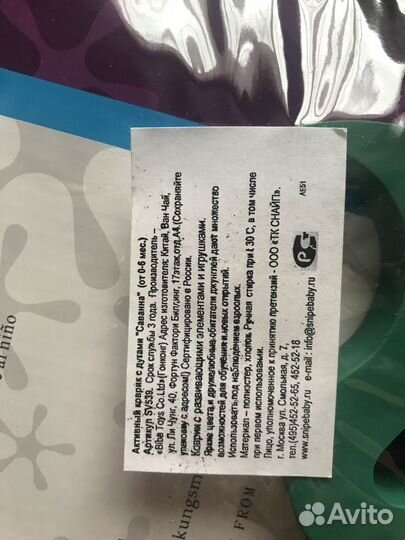 Активный коврик с дугами "Саванна" (от 0-6 мес.)
Артикул SY539. Срок службы 3 года. Производитель –
«Biba Toys Co.Ltd»(Гонконг) Адрес изготовителя: Китай, Ван Чай,
ул. Ли Чунг, 40, Фортун Фактори Билдинг, 17этаж,отд.А4.(Сохраняйте
упаковку с адресом) Сертифицировано в России.
Коврик с развивающими элементами и игрушками.
Яркие цвета и дружелюбные обитатели джунглей дают множество
возможностей для обучения и новых открытий.
Использовать под наблюдением взрослых.
Материал – полиэстер, хлопок. Ручная стирка при t 30 С, в том числе
при первом использовании.
Лицо, уполномоченное к принятию претензий - ООО «ТК СНАЙП».
г. Москва ул. Смольная, д. 7,
тел.(495)452-52-65, 452-52-18
www.snipebaby.ru e-mail : info@snipebaby.ru
AE51
niño
kungsm
FROM
Avito